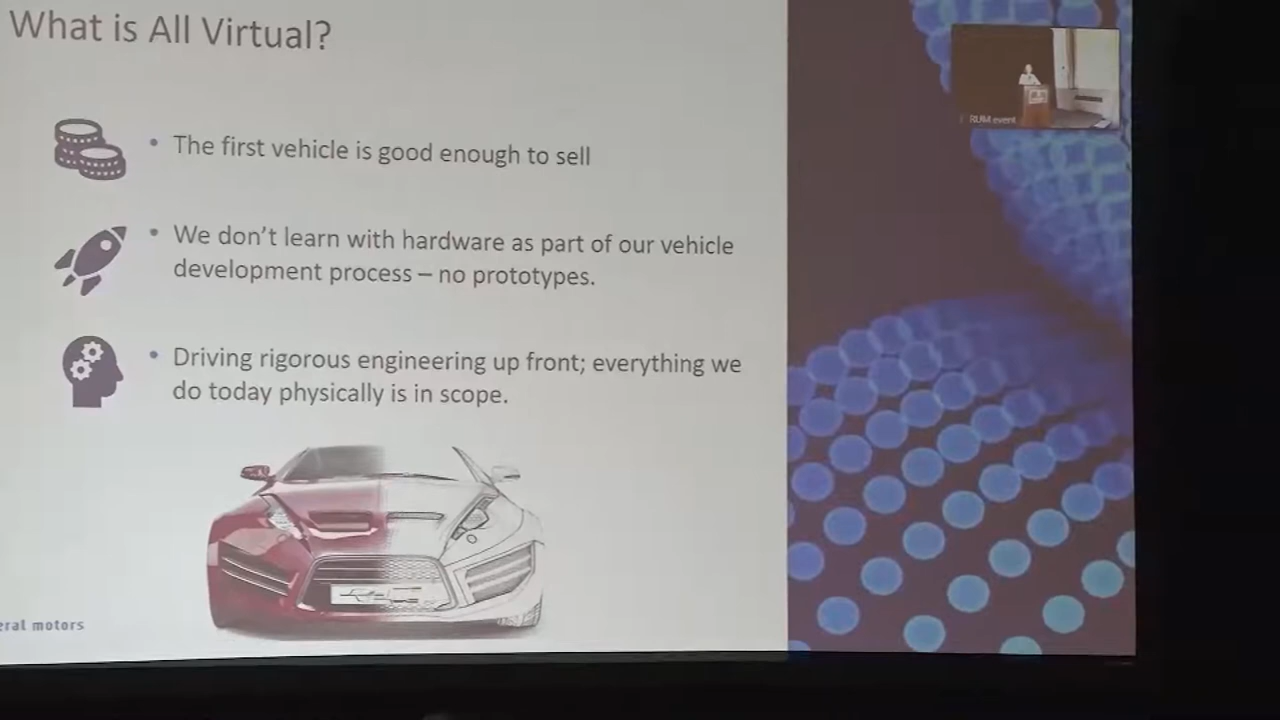 What is All Virtual?
RUM event
• The first vehicle is good enough to sell
• We don't learn with hardware as part of our vehicle
development process – no prototypes.
• Driving rigorous engineering up front; everything we
do today physically is in scope.
eral motors